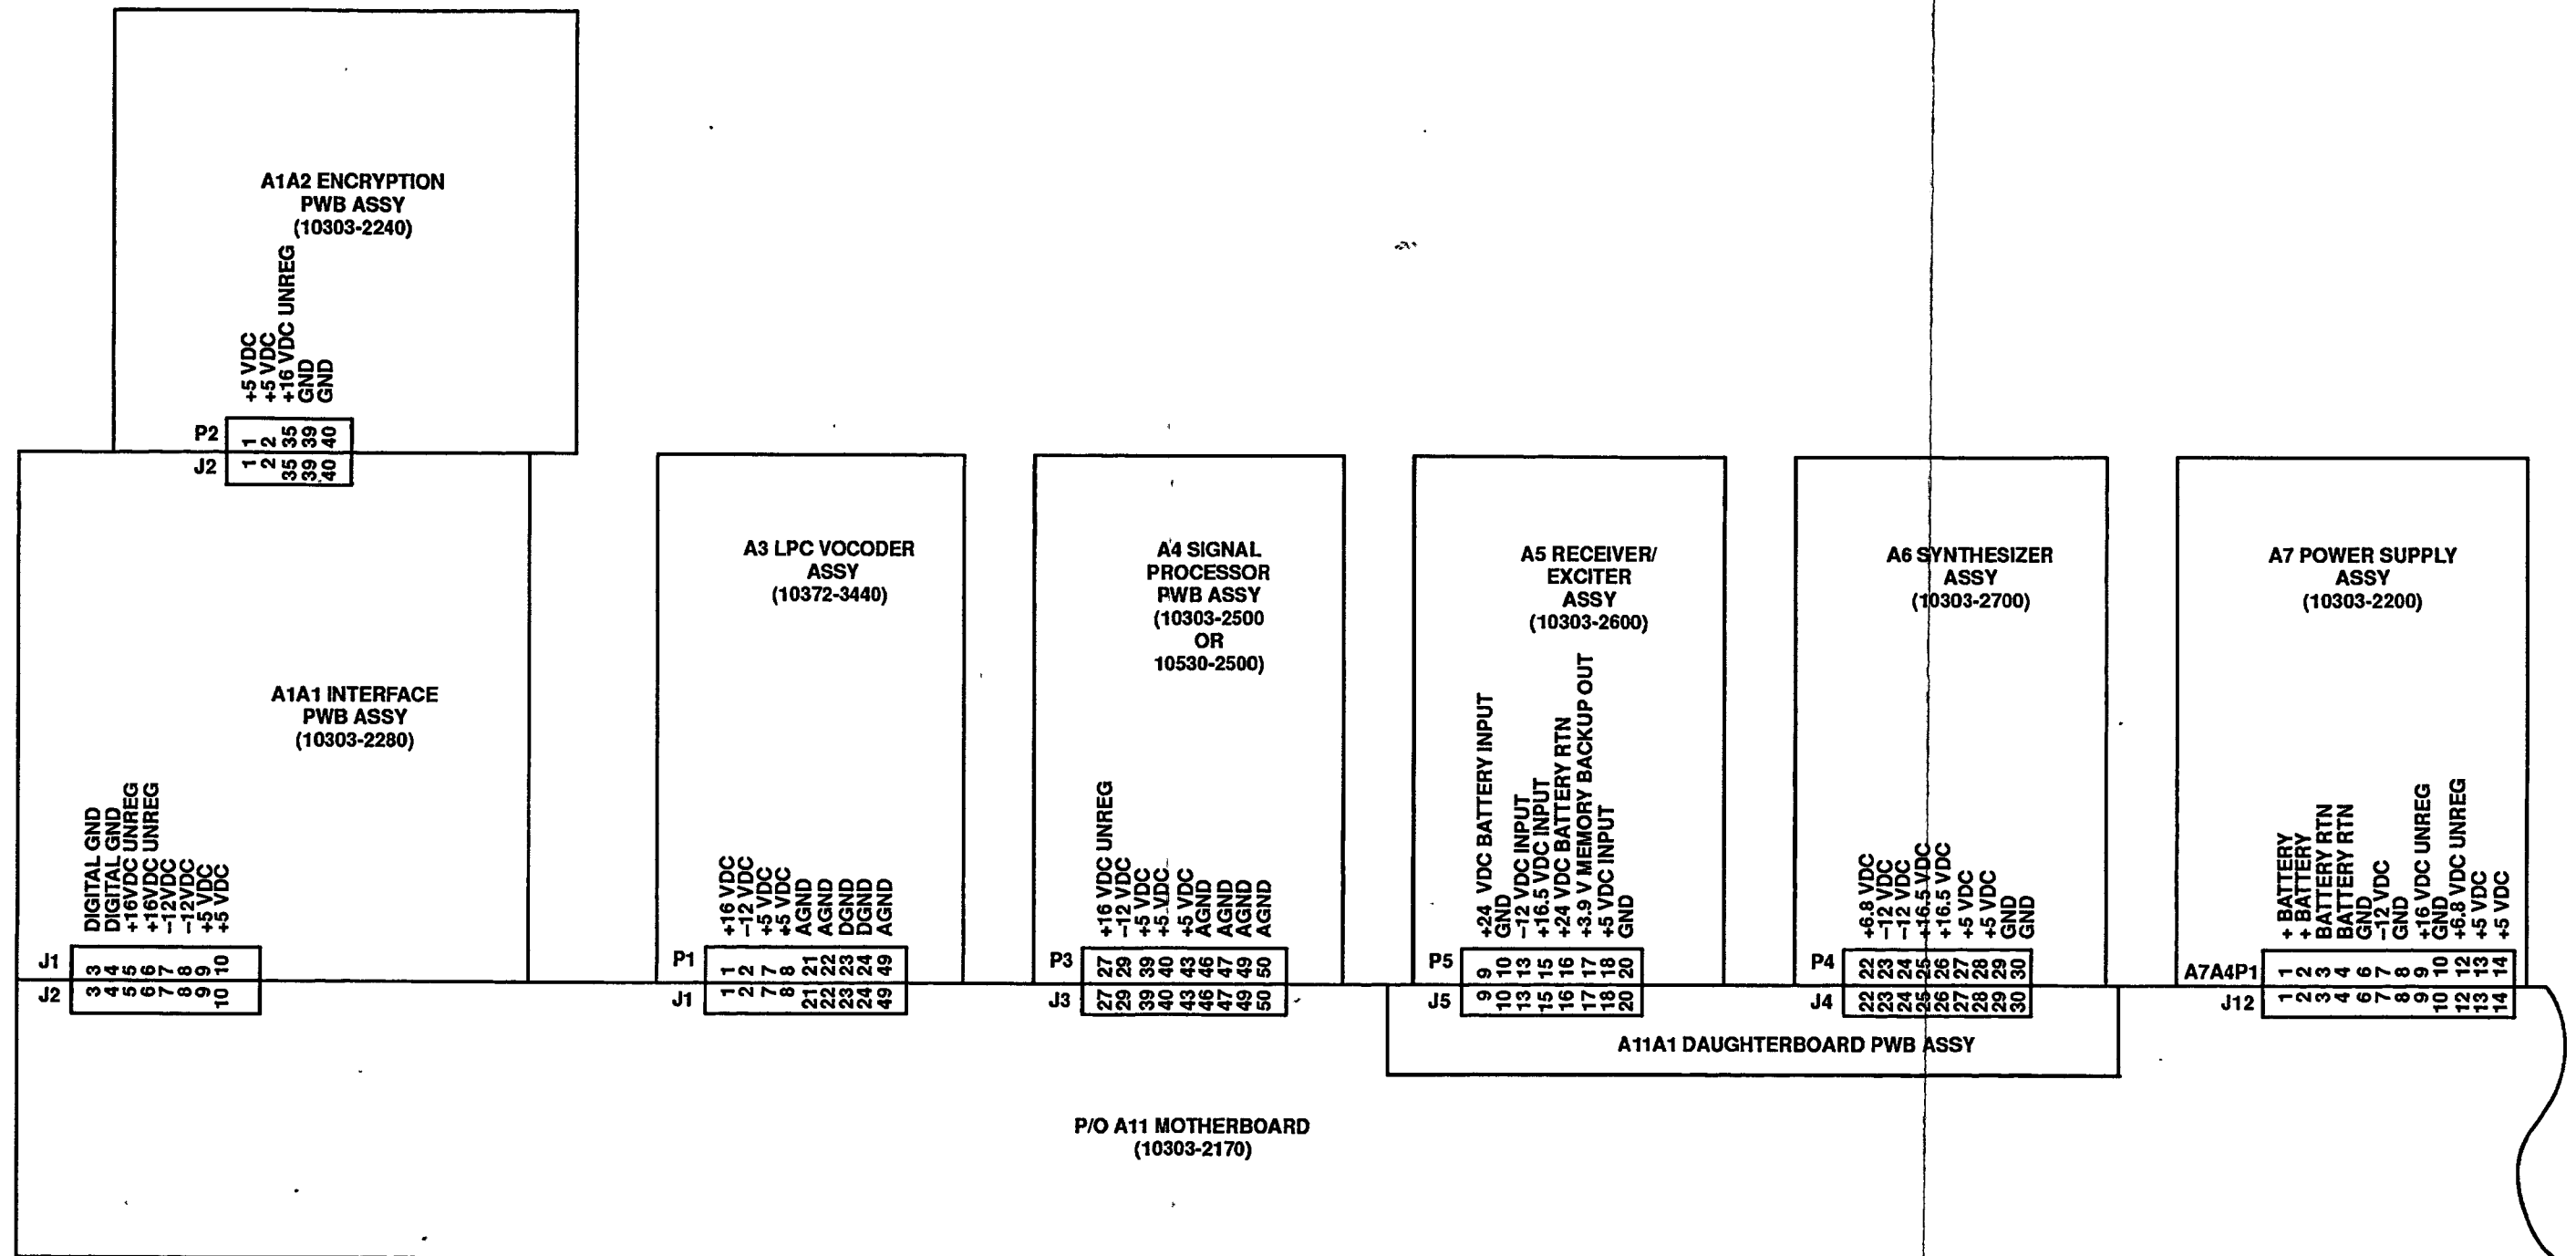 A1A2 ENCRYPTION
PWB ASSY
(10303-2240)
+5 VDC
+5 VDC
+16 VDC UNREG
GND
GND
P2
1 2 35 39 40
J2
1 2 35 39 40
A1A1 INTERFACE
PWB ASSY
(10303-2280)
DIGITAL GND
DIGITAL GND
+16VDC UNREG
+16VDC UNREG
-12VDC
-12VDC
+5 VDC
+5 VDC
J1
3 4 5 6 7 8 9 10
J2
3 4 5 6 7 8 9 10
A3 LPC VOCODER
ASSY
(10372-3440)
+16 VDC
-12 VDC
+5 VDC
+5 VDC
AGND
AGND
DGND
DGND
AGND
P1
1 2 7 8 21 22 23 24 49
J1
1 2 7 8 21 22 23 24 49
A4 SIGNAL
PROCESSOR
PWB ASSY
(10303-2500
OR
10530-2500)
+16 VDC UNREG
-12 VDC
+5 VDC
+5 VDC
+5 VDC
AGND
AGND
AGND
AGND
P3
27 29 39 40 43 46 47 49 50
J3
27 29 39 40 43 46 47 49 50
A5 RECEIVER/
EXCITER
ASSY
(10303-2600)
+24 VDC BATTERY INPUT
GND
-12 VDC INPUT
+16.5 VDC INPUT
+24 VDC BATTERY RTN
+3.9 V MEMORY BACKUP OUT
+5 VDC INPUT
GND
P5
9 10 13 15 16 17 18 20
J5
9 10 13 15 16 17 18 20
A6 SYNTHESIZER
ASSY
(10303-2700)
+6.8 VDC
-12 VDC
-12 VDC
+16.5 VDC
+16.5 VDC
+5 VDC
+5 VDC
GND
GND
P4
22 23 24 25 26 27 28 29 30
J4
22 23 24 25 26 27 28 29 30
A7 POWER SUPPLY
ASSY
(10303-2200)
+ BATTERY
+ BATTERY
BATTERY RTN
BATTERY RTN
GND
-12 VDC
GND
+16 VDC UNREG
GND
+6.8 VDC UNREG
+5 VDC
+5 VDC
A7A4P1
1 2 3 4 6 7 8 9 10 12 13 14
J12
1 2 3 4 6 7 8 9 10 12 13 14
A11A1 DAUGHTERBOARD PWB ASSY
P/O A11 MOTHERBOARD
(10303-2170)